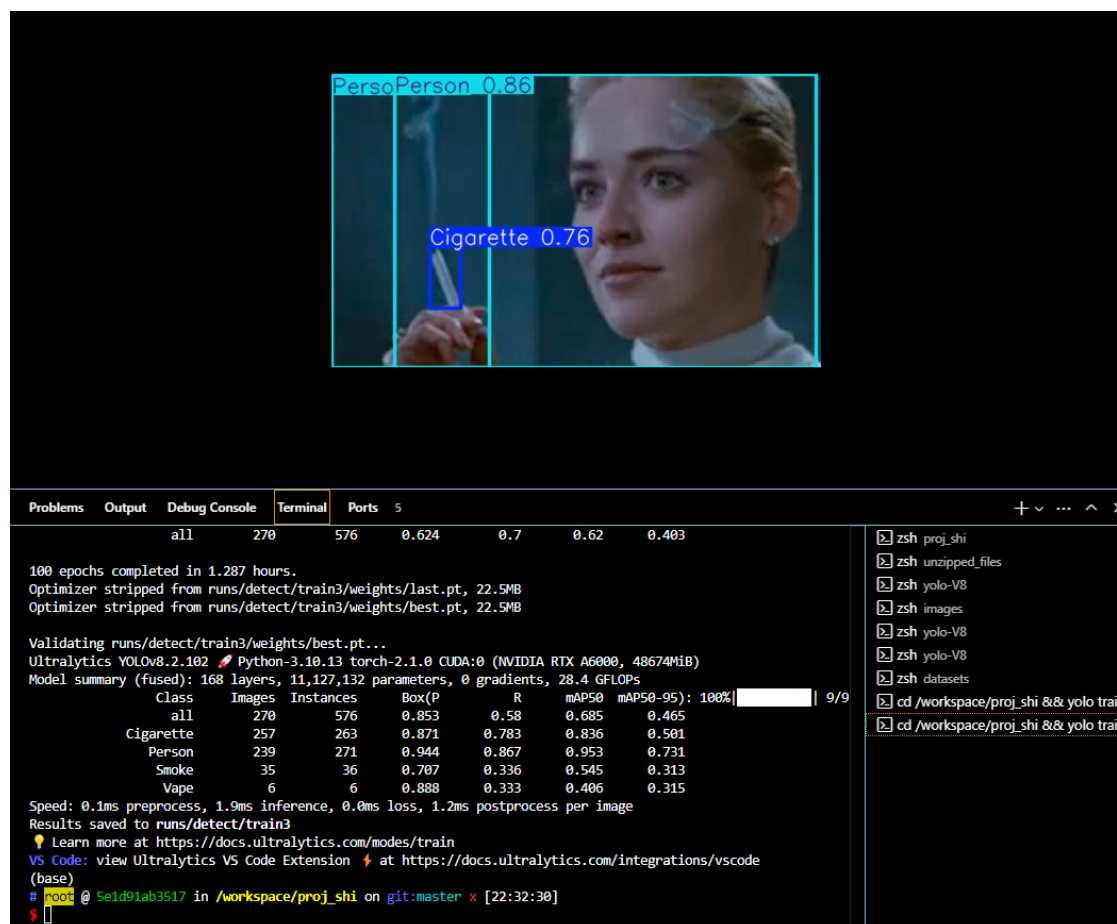 PersoPerson 0.86
Cigarette 0.76
Problems Output Debug Console Terminal Ports 5
all 270 576 0.624 0.7 0.62 0.403
100 epochs completed in 1.287 hours.
Optimizer stripped from runs/detect/train3/weights/last.pt, 22.5MB
Optimizer stripped from runs/detect/train3/weights/best.pt, 22.5MB
Validating runs/detect/train3/weights/best.pt...
Ultralytics YOLOv8.2.102 🚀 Python-3.10.13 torch-2.1.0 CUDA:0 (NVIDIA RTX A6000, 48674MiB)
Model summary (fused): 168 layers, 11,127,132 parameters, 0 gradients, 28.4 GFLOPs
Class Images Instances Box(P R mAP50 mAP50-95): 100%| | 9/9
all 270 576 0.853 0.58 0.685 0.465
Cigarette 257 263 0.871 0.783 0.836 0.501
Person 239 271 0.944 0.867 0.953 0.731
Smoke 35 36 0.707 0.336 0.545 0.313
Vape 6 6 0.888 0.333 0.406 0.315
Speed: 0.1ms preprocess, 1.9ms inference, 0.0ms loss, 1.2ms postprocess per image
Results saved to runs/detect/train3
💡 Learn more at https://docs.ultralytics.com/modes/train
VS Code: view Ultralytics VS Code Extension ⚡ at https://docs.ultralytics.com/integrations/vscode
(base)
# root @ 5e1d91ab3517 in /workspace/proj_shi on git:master x [22:32:30]
$
zsh proj_shi
zsh unzipped_files
zsh yolo-V8
zsh images
zsh yolo-V8
zsh yolo-V8
zsh datasets
cd /workspace/proj_shi && yolo trai
cd /workspace/proj_shi && yolo trai